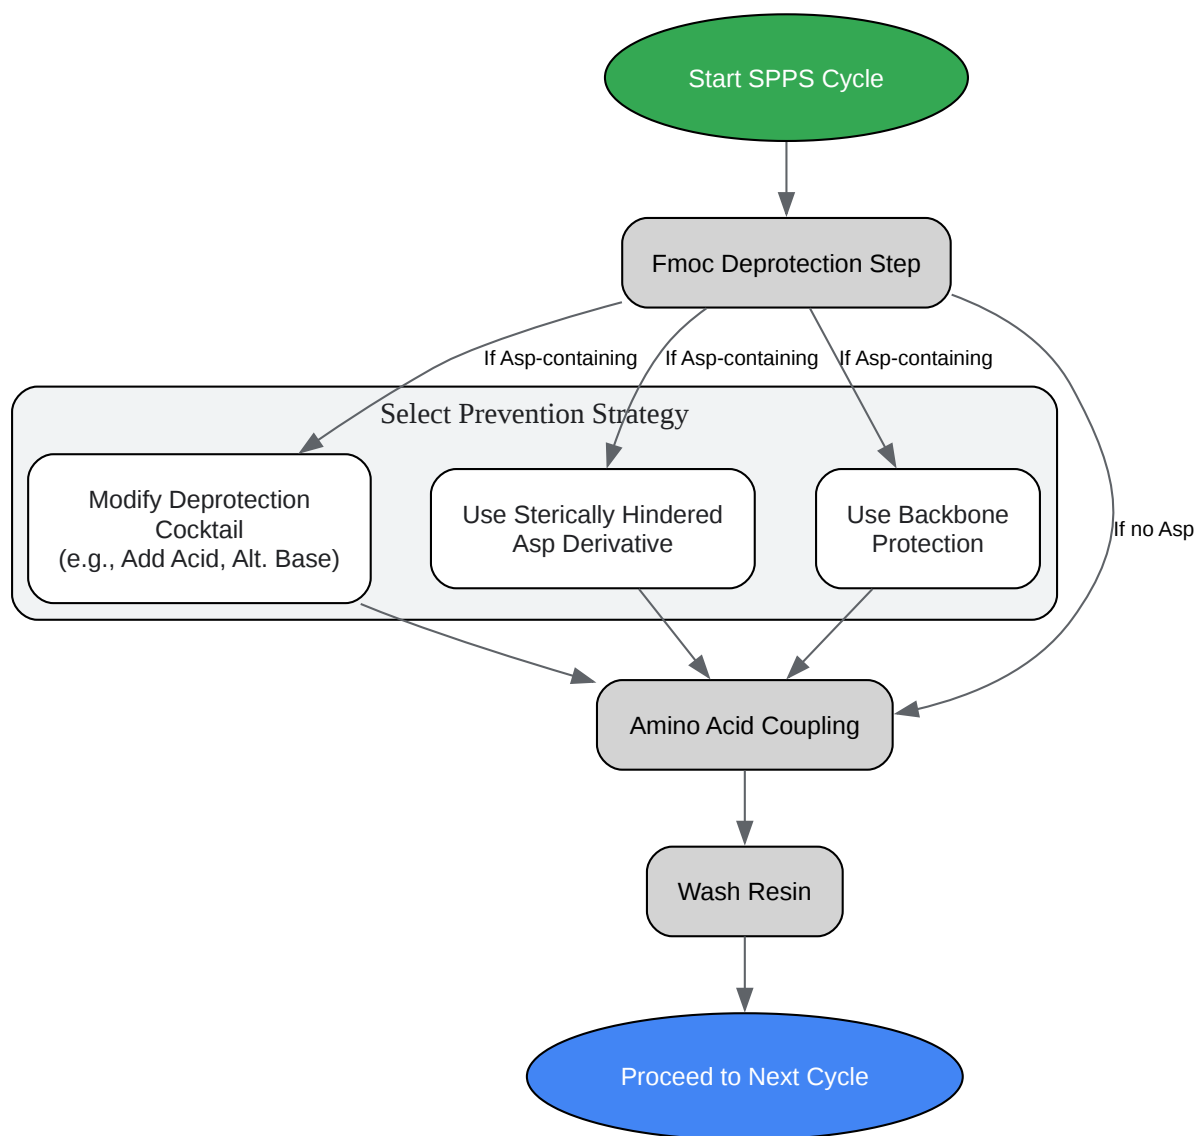 Start SPPS Cycle
Fmoc Deprotection Step
If Asp-containing
If Asp-containing
If Asp-containing
Select Prevention Strategy
Modify Deprotection
Cocktail
(e.g., Add Acid, Alt. Base)
Use Sterically Hindered
Asp Derivative
Use Backbone
Protection
If no Asp
Amino Acid Coupling
Wash Resin
Proceed to Next Cycle